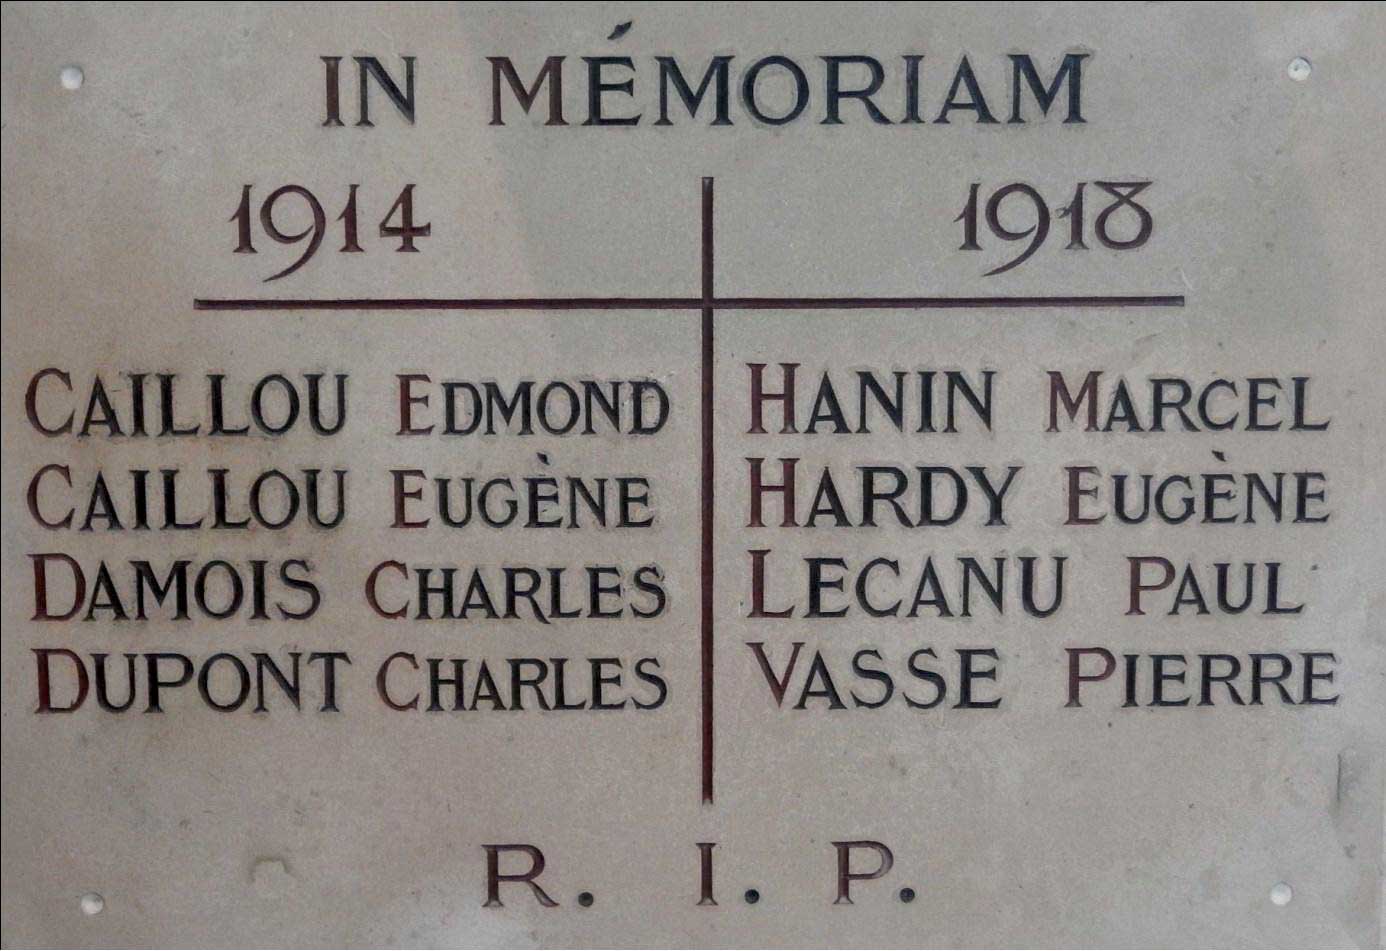 IN MÉMORIAM
1914 1918
CAILLOU EDMOND
CAILLOU EUGÈNE
DAMOIS CHARLES
DUPONT CHARLES
HANIN MARCEL
HARDY EUGÈNE
LECANU PAUL
VASSE PIERRE
R. I. P.